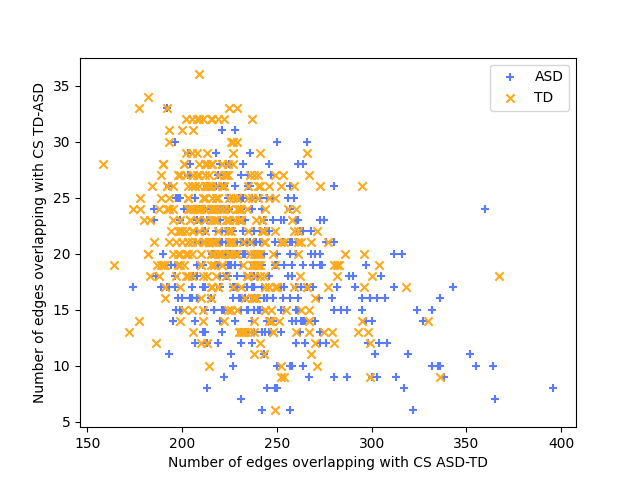 ASD
TD
35
30
25
20
15
10
5
Number of edges overlapping with CS TD-ASD
150 200 250 300 350 400
Number of edges overlapping with CS ASD-TD